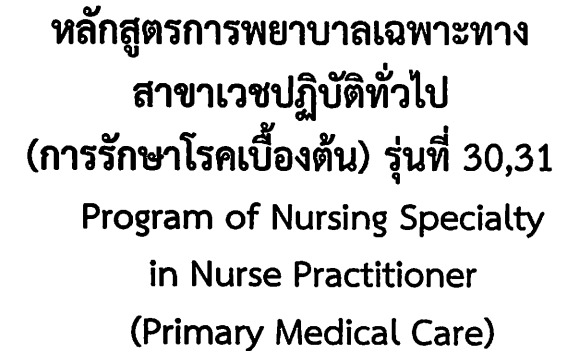 หลักสูตรการพยาบาลเฉพาะทาง
สาขาเวชปฏิบัติทั่วไป
(การรักษาโรคเบื้องต้น) รุ่นที่ 30,31
Program of Nursing Specialty
in Nurse Practitioner
(Primary Medical Care)